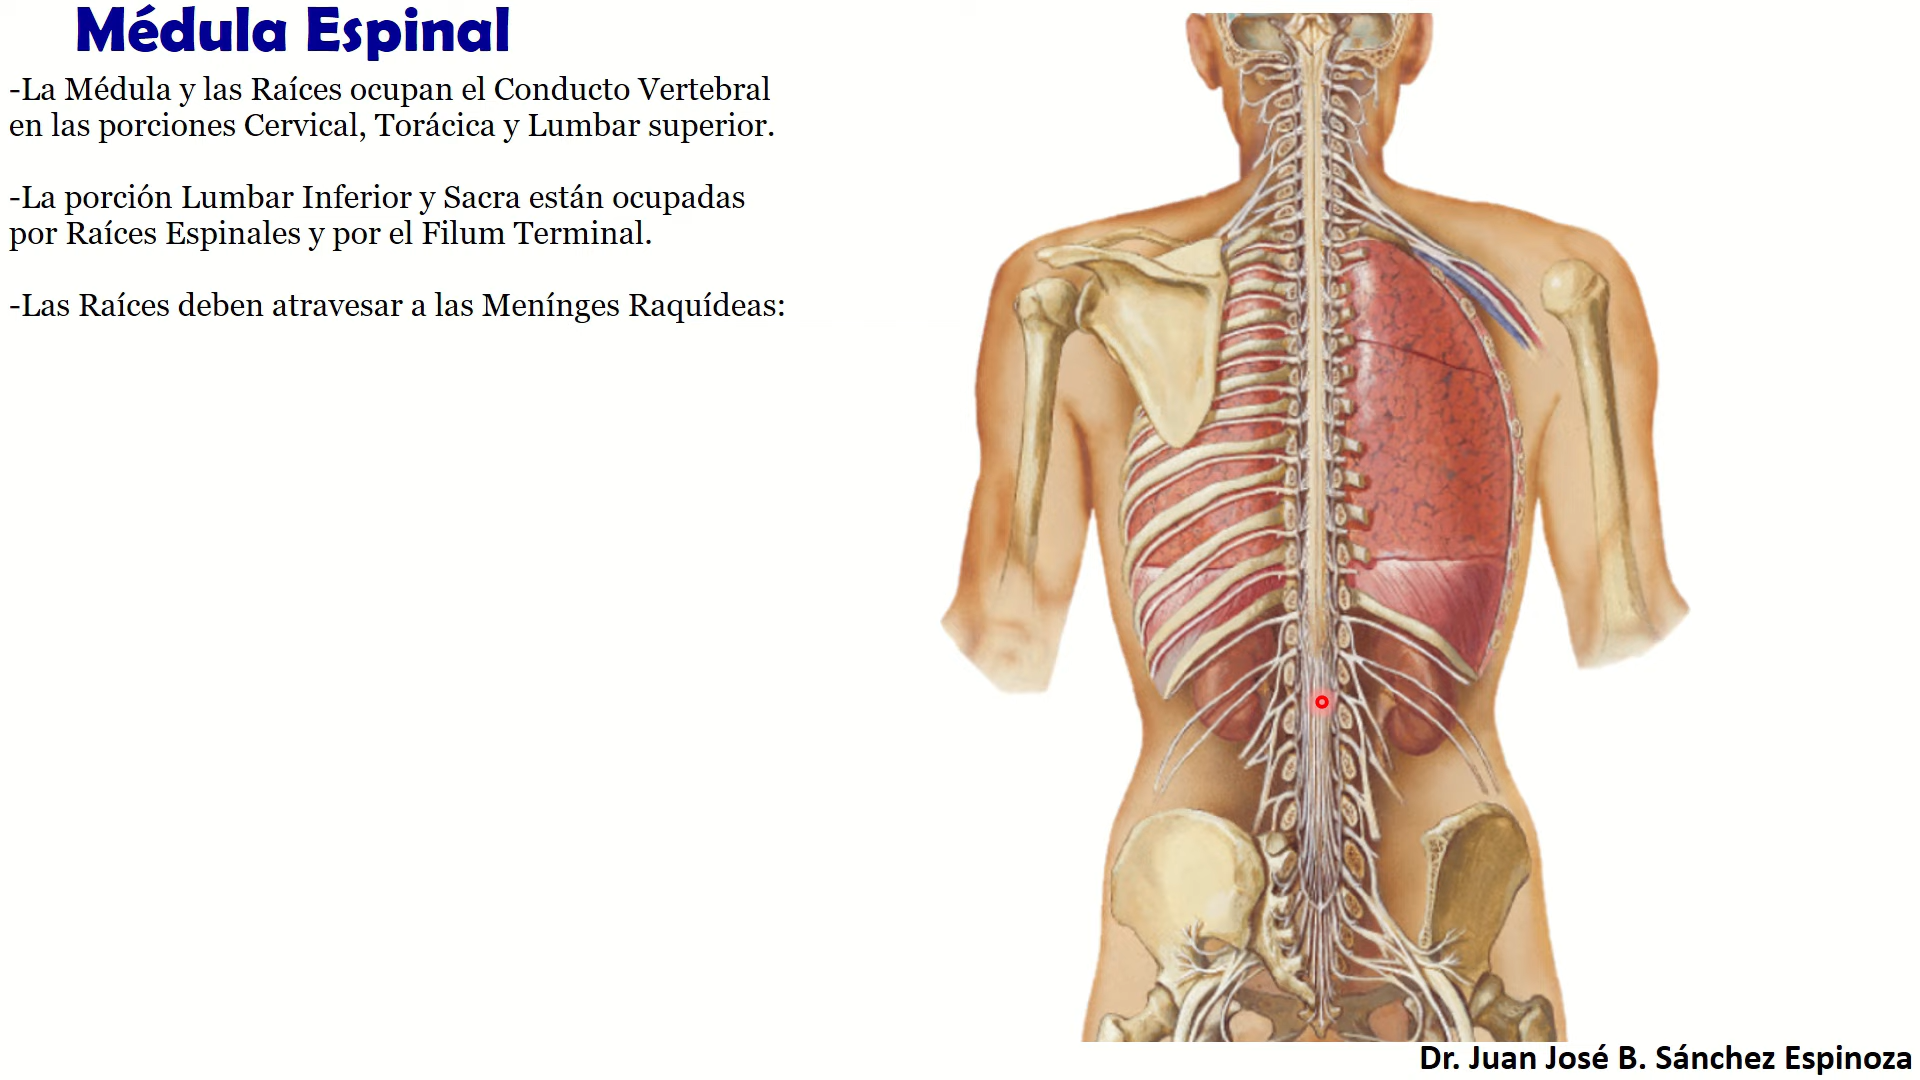 Médula Espinal
-La Médula y las Raíces ocupan el Conducto Vertebral
en las porciones Cervical, Torácica y Lumbar superior.
-La porción Lumbar Inferior y Sacra están ocupadas
por Raíces Espinales y por el Filum Terminal.
-Las Raíces deben atravesar a las Menínges Raquídeas:
Dr. Juan José B. Sánchez Espinoza